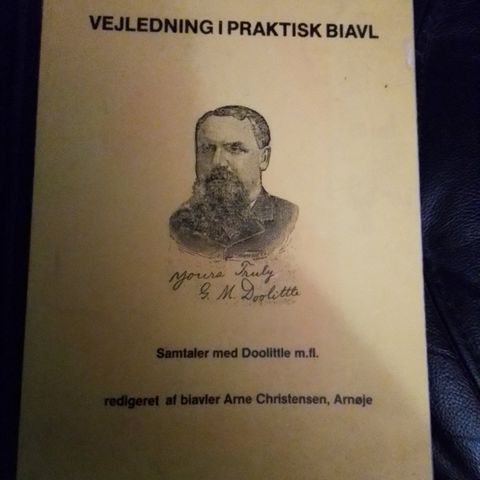 VEJLEDNING I PRAKTISK BIAVL
Yours Truly
G. M. Doolittle
Samtaler med Doolittle m.fl.
redigeret af biavler Arne Christensen, Arnøje